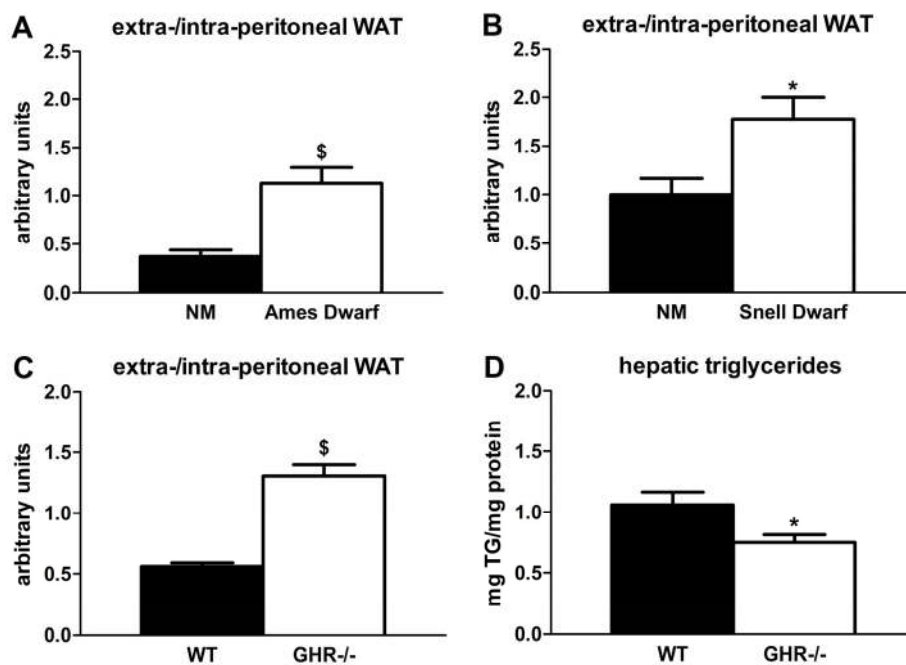 A extra-/intra-peritoneal WAT
arbitrary units
2.5
2.0
1.5
1.0
0.5
0.0
$
NM Ames Dwarf
B extra-/intra-peritoneal WAT
arbitrary units
2.5
2.0
1.5
1.0
0.5
0.0
*
NM Snell Dwarf
C extra-/intra-peritoneal WAT
arbitrary units
2.0
1.5
1.0
0.5
0.0
$
WT GHR-/-
D hepatic triglycerides
mg TG/mg protein
2.0
1.5
1.0
0.5
0.0
*
WT GHR-/-